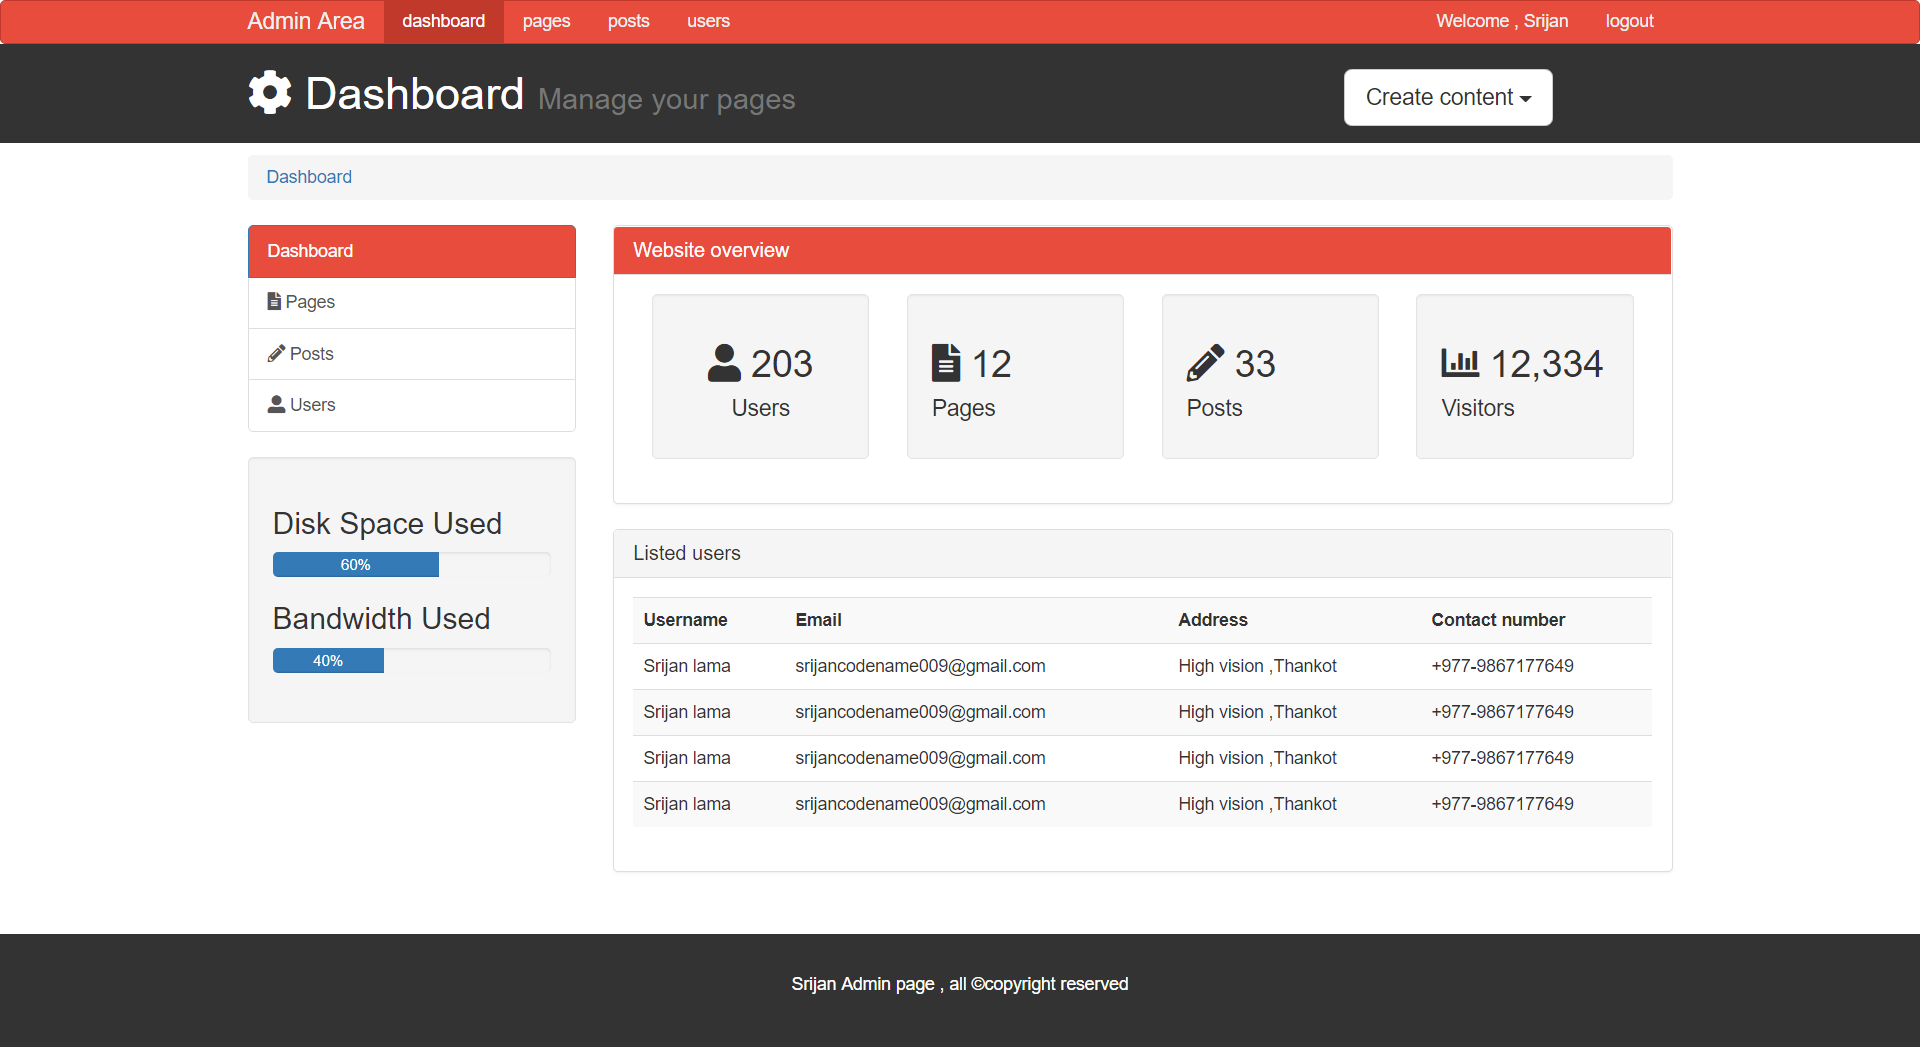 Admin Area dashboard pages posts users Welcome , Srijan logout
Dashboard Manage your pages Create content
Dashboard
Dashboard
Pages
Posts
Users
Disk Space Used
60%
Bandwidth Used
40%
Website overview
203 12 33 12,334
Users Pages Posts Visitors
Listed users
Username Email Address Contact number
Srijan lama srijancodename009@gmail.com High vision ,Thankot +977-9867177649
Srijan lama srijancodename009@gmail.com High vision ,Thankot +977-9867177649
Srijan lama srijancodename009@gmail.com High vision ,Thankot +977-9867177649
Srijan lama srijancodename009@gmail.com High vision ,Thankot +977-9867177649
Srijan Admin page , all ©copyright reserved